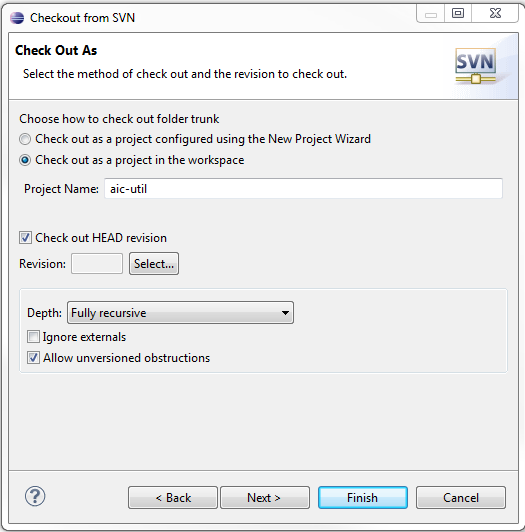 Checkout from SVN
Check Out As
Select the method of check out and the revision to check out.
SVN
Choose how to check out folder trunk
Check out as a project configured using the New Project Wizard
Check out as a project in the workspace
Project Name: aic-util
Check out HEAD revision
Revision: Select...
Depth: Fully recursive
Ignore externals
Allow unversioned obstructions
? < Back Next > Finish Cancel